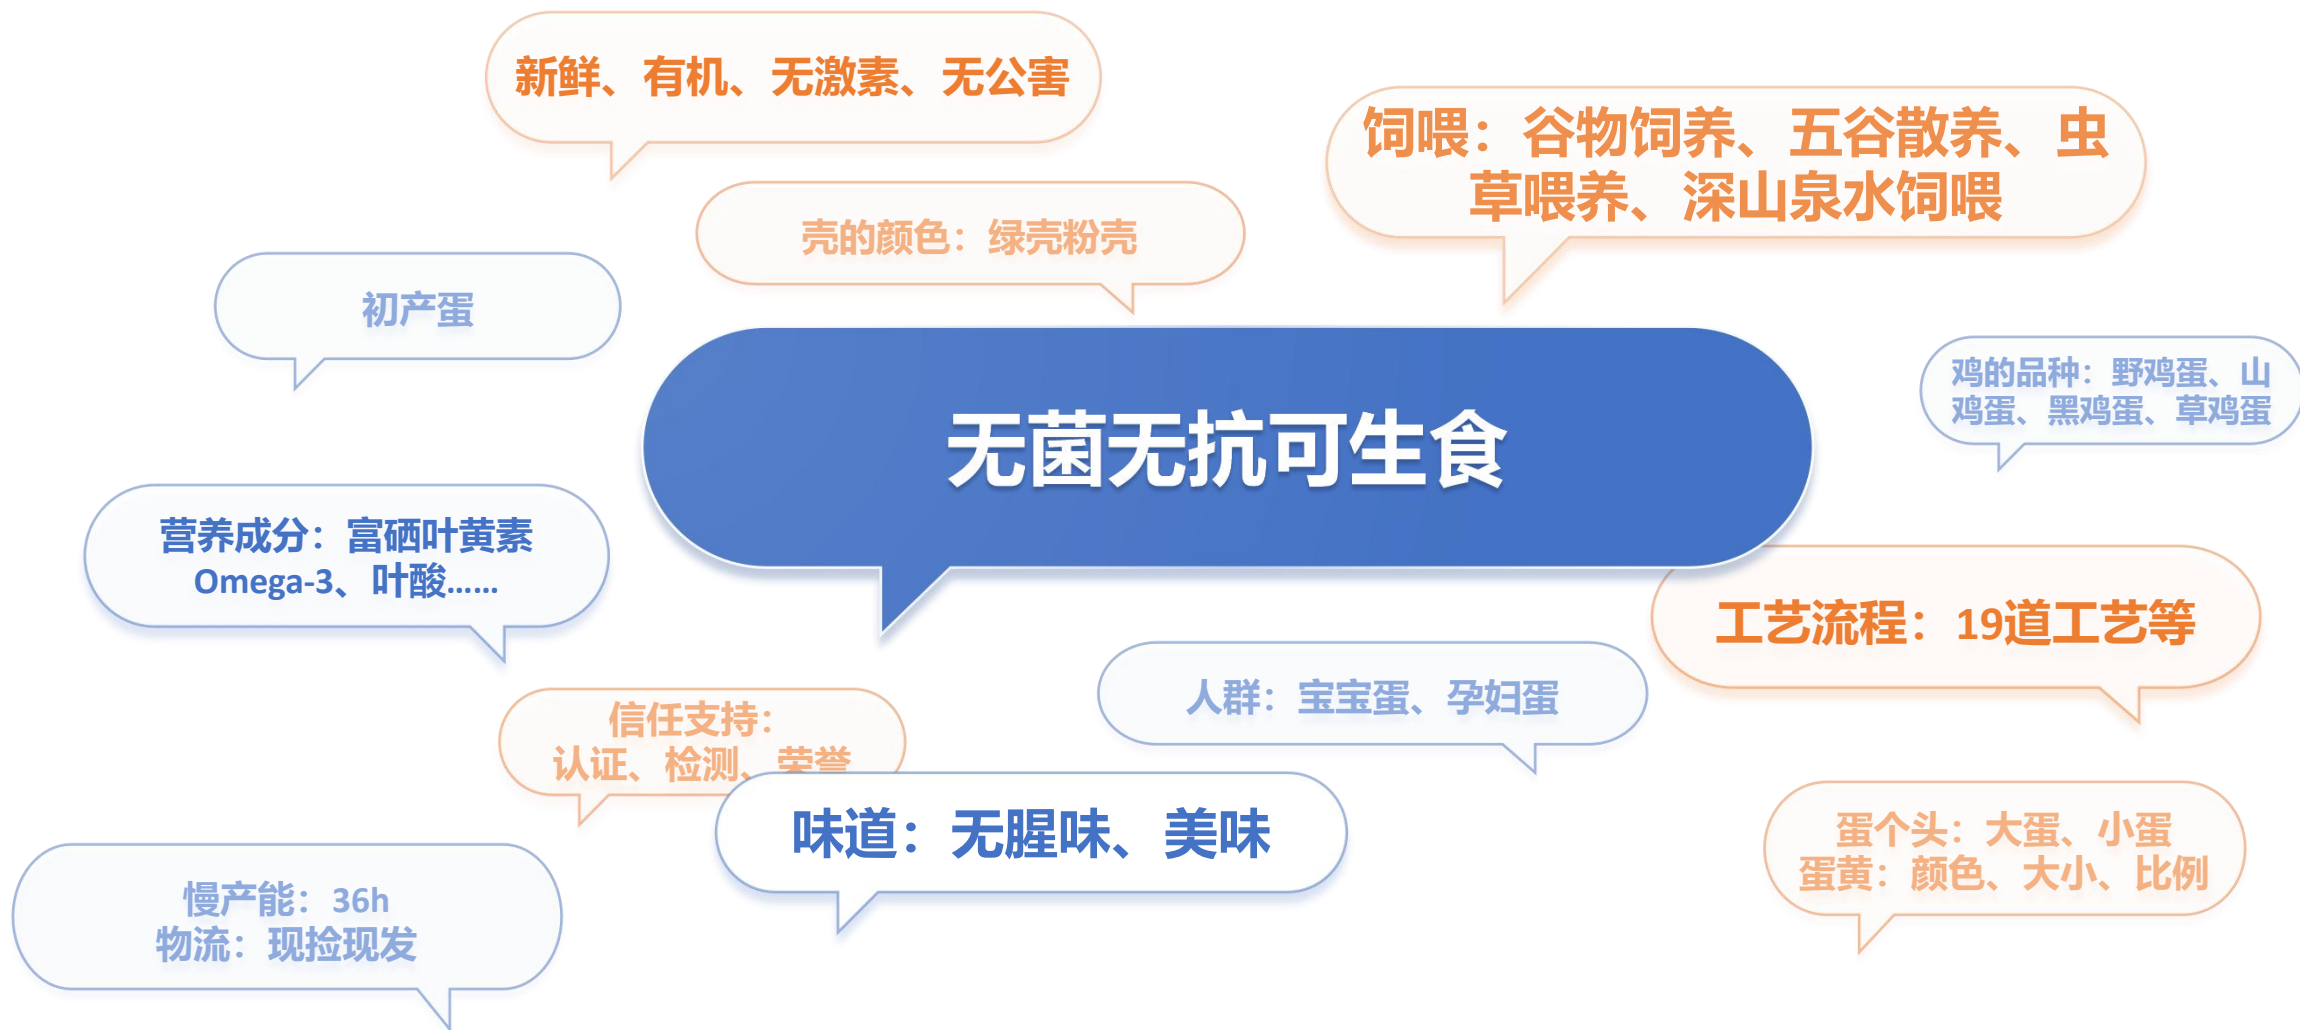 新鲜、有机、无激素、无公害
饲喂：谷物饲养、五谷散养、虫
草喂养、深山泉水饲喂
壳的颜色：绿壳粉壳
初产蛋
鸡的品种：野鸡蛋、山
鸡蛋、黑鸡蛋、草鸡蛋
无菌无抗可生食
营养成分：富硒叶黄素
Omega-3、叶酸......
工艺流程：19道工艺等
人群：宝宝蛋、孕妇蛋
信任支持：
认证、检测、荣誉
味道：无腥味、美味
蛋个头：大蛋、小蛋
蛋黄：颜色、大小、比例
慢产能：36h
物流：现捡现发